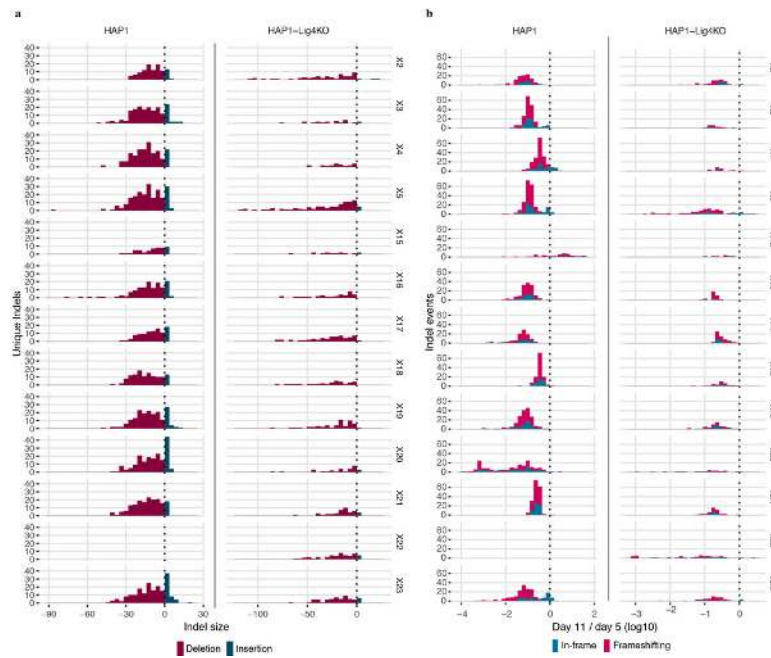 a
b
HAP1
HAP1-Lig4KO
HAP1
HAP1-Lig4KO
Unique Indels
Indel events
40
30
20
10
0
60
40
20
0
X2
X3
X4
X5
X15
X16
X17
X18
X19
X20
X21
X22
X23
-90
-60
-30
0
30
-100
-50
0
-4
-2
0
2
-3
-2
-1
0
1
Indel size
Day 11 / day 5 (log10)
Deletion
Insertion
In-frame
Frameshifting